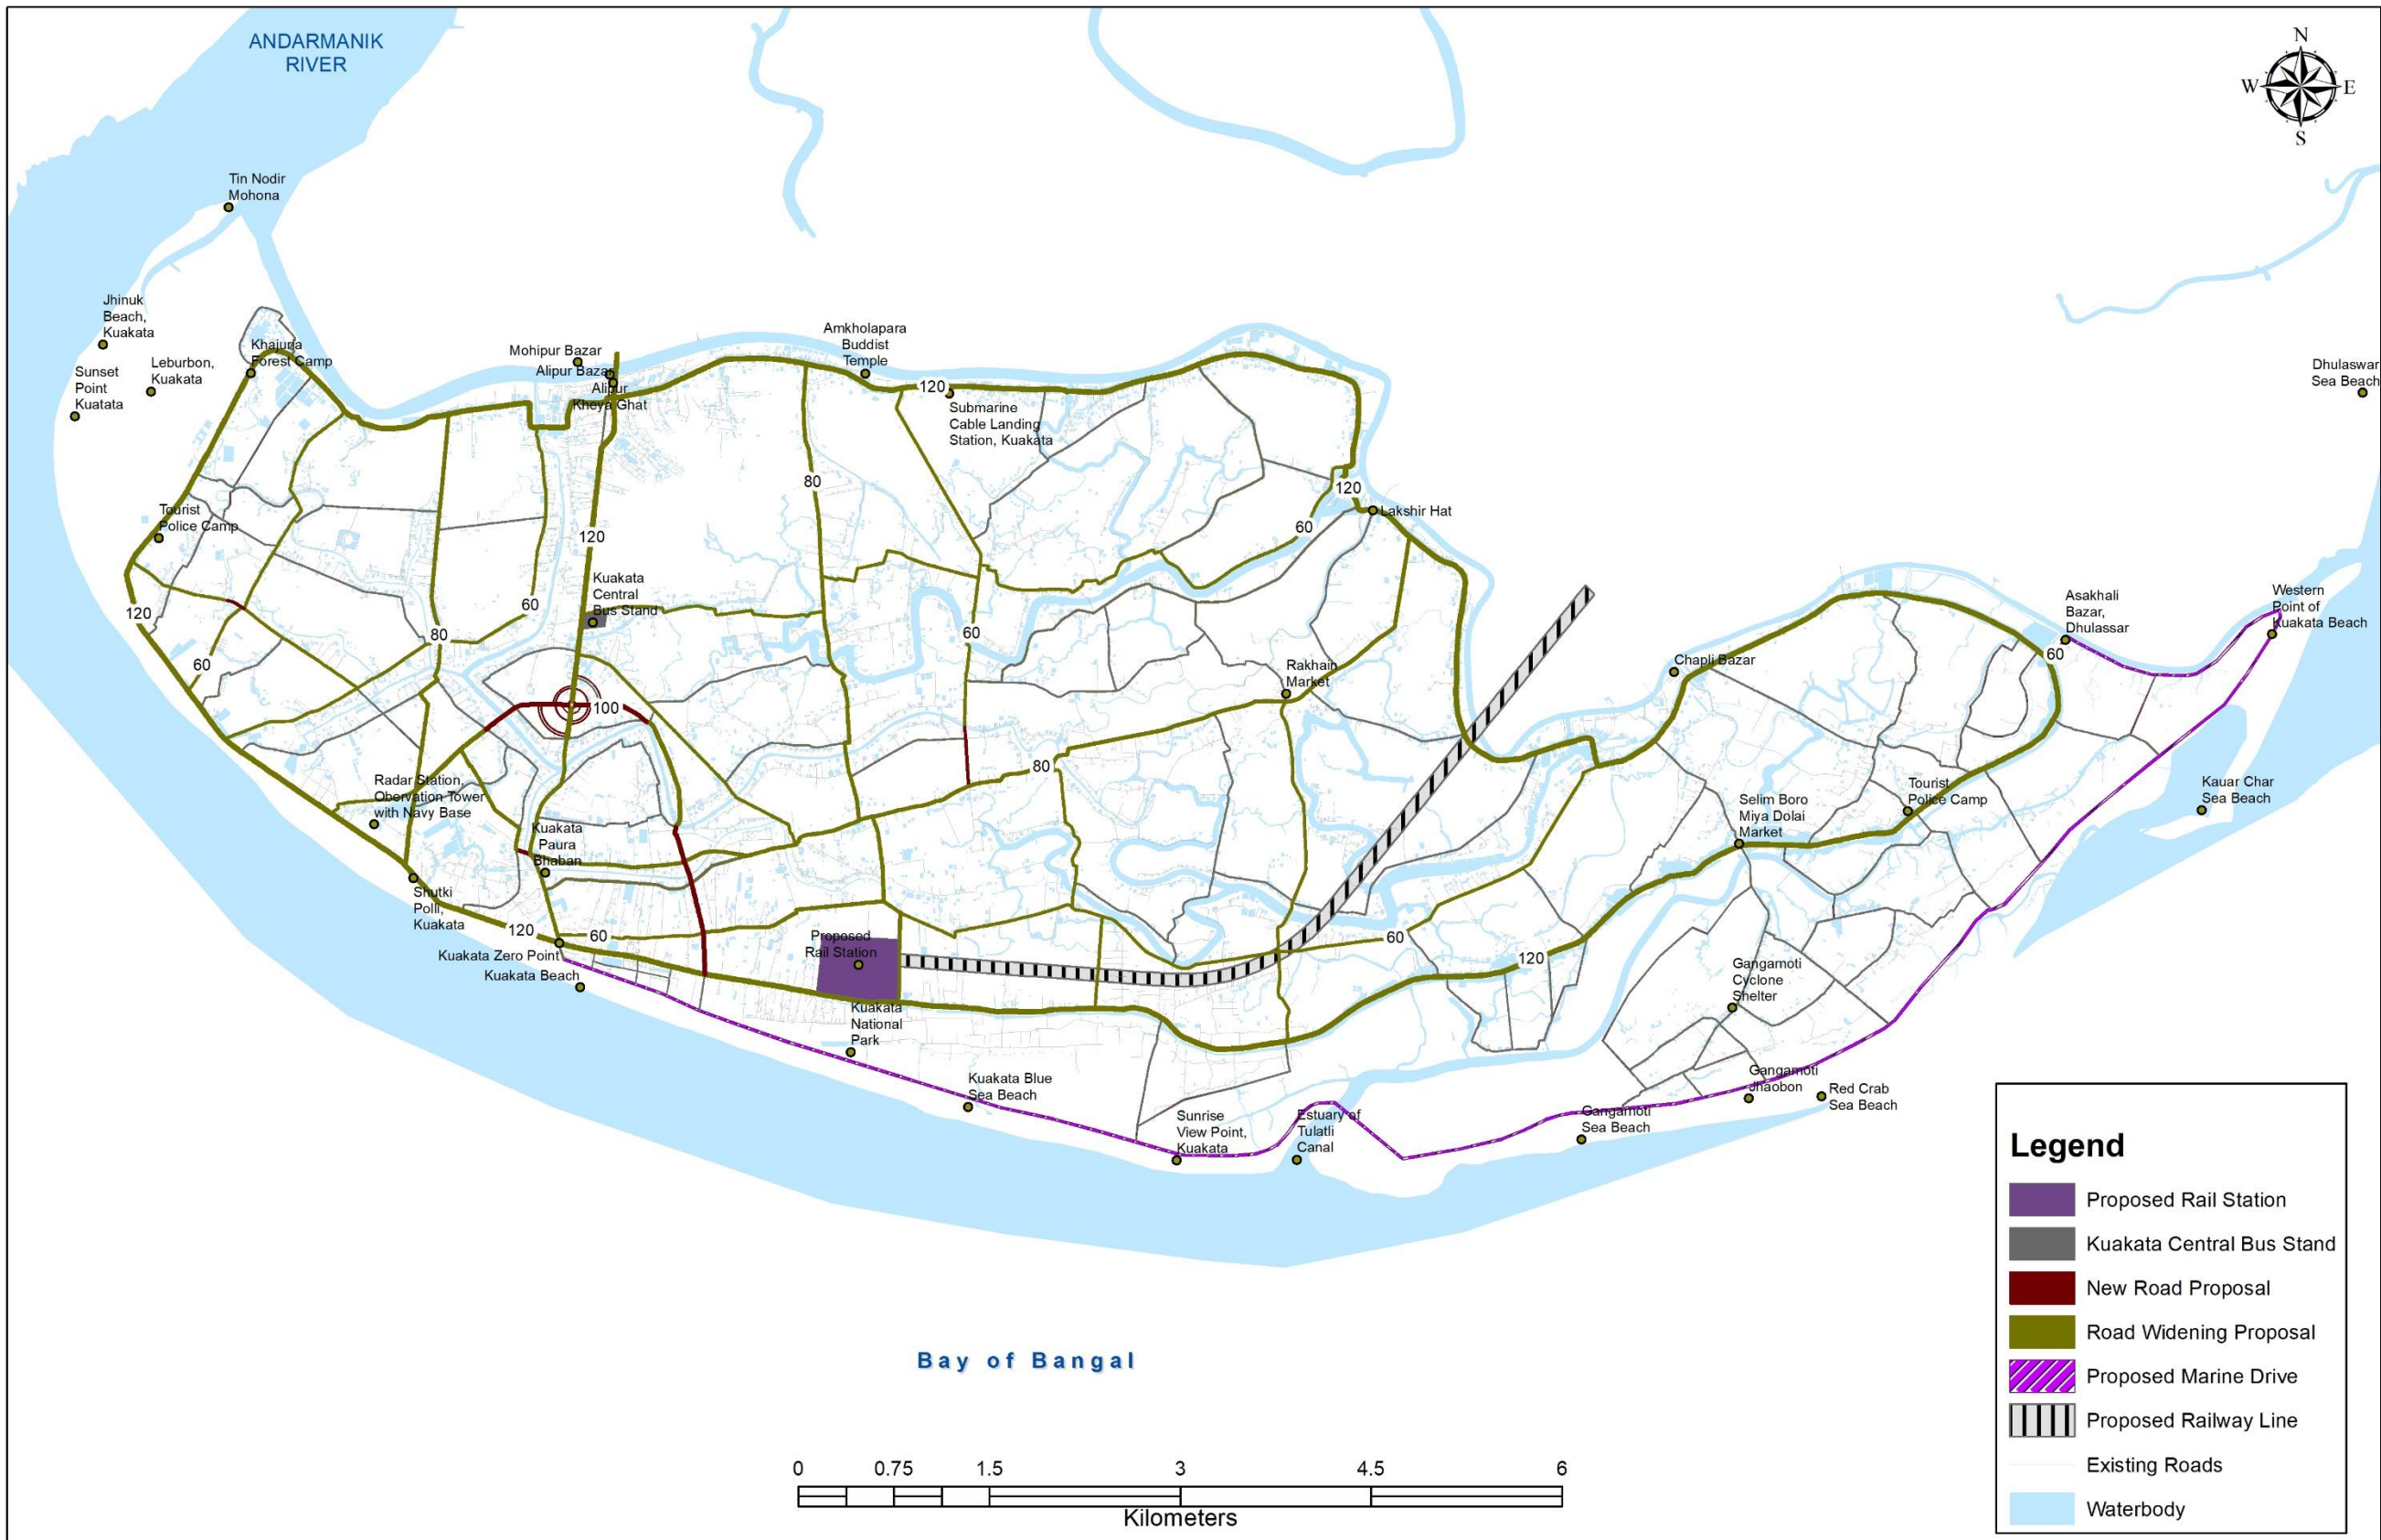 ANDARMANIK
RIVER
N
W
E
S
Tin Nodir
Mohona
Jhinuk
Beach,
Kuakata
Leburbon,
Kuakata
Sunset
Point
Kuatata
Khajura
Forest Camp
Mohipur Bazar
Alipur Bazar
Alipur
Kheya Ghat
Amkholapara
Buddist
Temple
120
Submarine
Cable Landing
Station, Kuakata
Dhulaswar
Sea Beach
80
120
Lakshir Hat
60
Tourist
Police Camp
120
Kuakata
Central
Bus Stand
60
120
80
60
60
Rakhain
Market
Chapli Bazar
60
Asakhali
Bazar,
Dhulassar
Western
Point of
Kuakata Beach
100
80
Radar Station,
Obervation Tower
with Navy Base
Kuakata
Paura
Bhaban
Selim Boro
Miya Dolai
Market
Tourist
Police Camp
Kauar Char
Sea Beach
Shutki
Polli,
Kuakata
120
60
Kuakata Zero Point
Kuakata Beach
Proposed
Rail Station
60
120
Gangamoti
Cyclone
Shelter
Kuakata
National
Park
Kuakata Blue
Sea Beach
Sunrise
View Point,
Kuakata
Estuary of
Tulatli
Canal
Gangamoti
Sea Beach
Gangamoti
Jhaobon
Red Crab
Sea Beach
Bay of Bangal
0 0.75 1.5 3 4.5 6
Kilometers
Legend
Proposed Rail Station
Kuakata Central Bus Stand
New Road Proposal
Road Widening Proposal
Proposed Marine Drive
Proposed Railway Line
Existing Roads
Waterbody